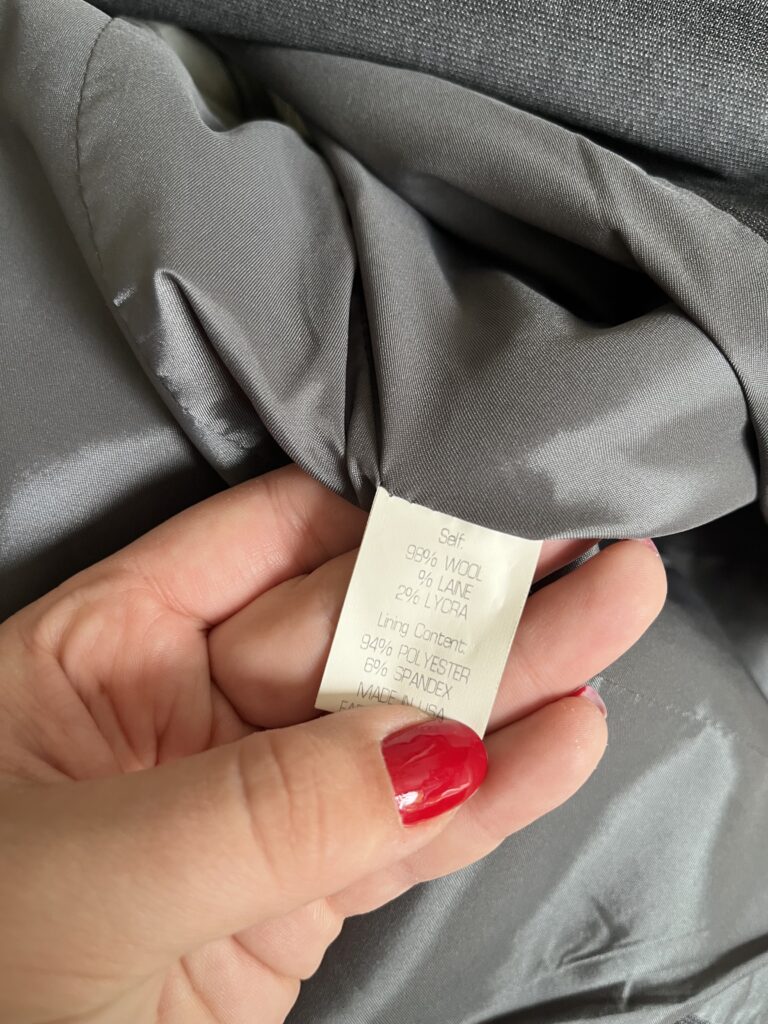 Self:
98% WOOL
% LAINE
2% LYCRA
Lining Content:
94% POLYESTER
6% SPANDEX
MADE IN USA